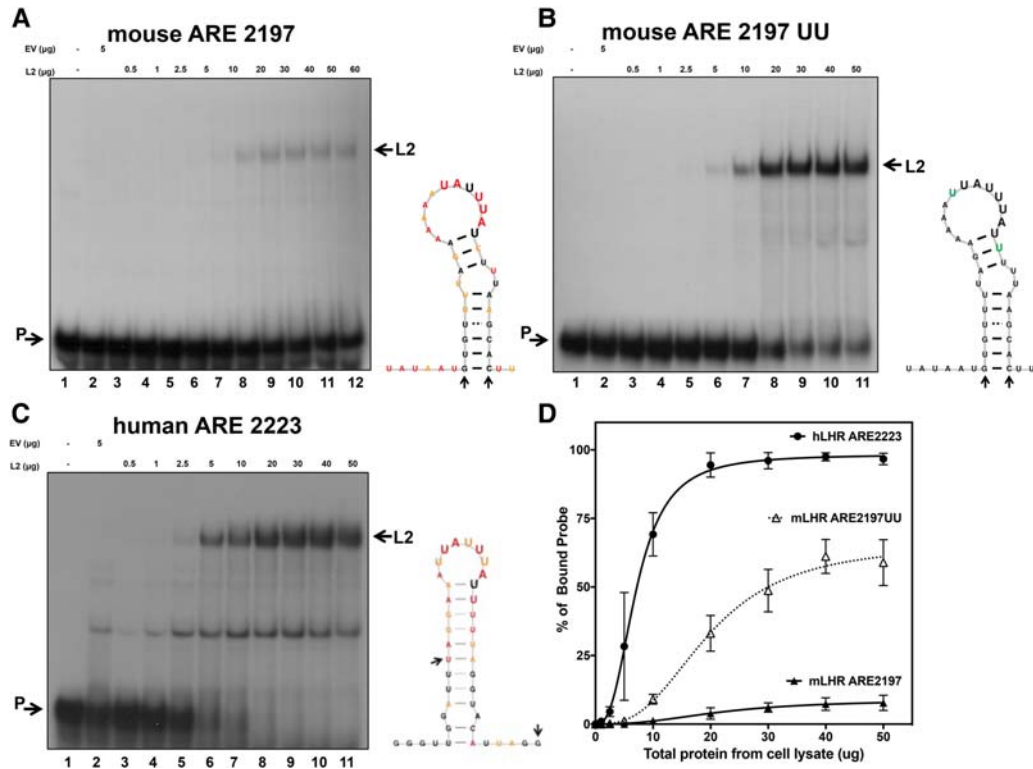 A
mouse ARE 2197
EV (µg) - 5
L2 (µg) - 0.5 1 2.5 5 10 20 30 40 50 60
←L2
P→
1 2 3 4 5 6 7 8 9 10 11 12
B
mouse ARE 2197 UU
EV (µg) - 5
L2 (µg) - 0.5 1 2.5 5 10 20 30 40 50
←L2
P→
1 2 3 4 5 6 7 8 9 10 11
C
human ARE 2223
EV (µg) - 5
L2 (µg) - 0.5 1 2.5 5 10 20 30 40 50
←L2
P→
1 2 3 4 5 6 7 8 9 10 11
D
% of Bound Probe
100
75
50
25
0
hLHR ARE2223
mLHR ARE2197UU
mLHR ARE2197
0 10 20 30 40 50
Total protein from cell lysate (ug)